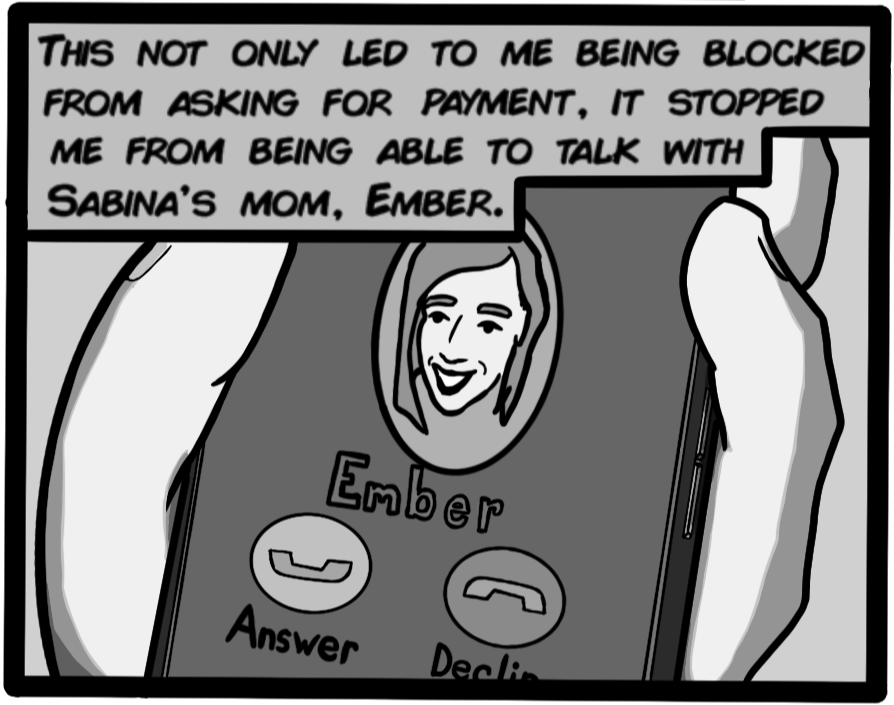 This not only led to me being blocked
from asking for payment, it stopped
me from being able to talk with
Sabina's mom, Ember.
Ember
Answer
Declin